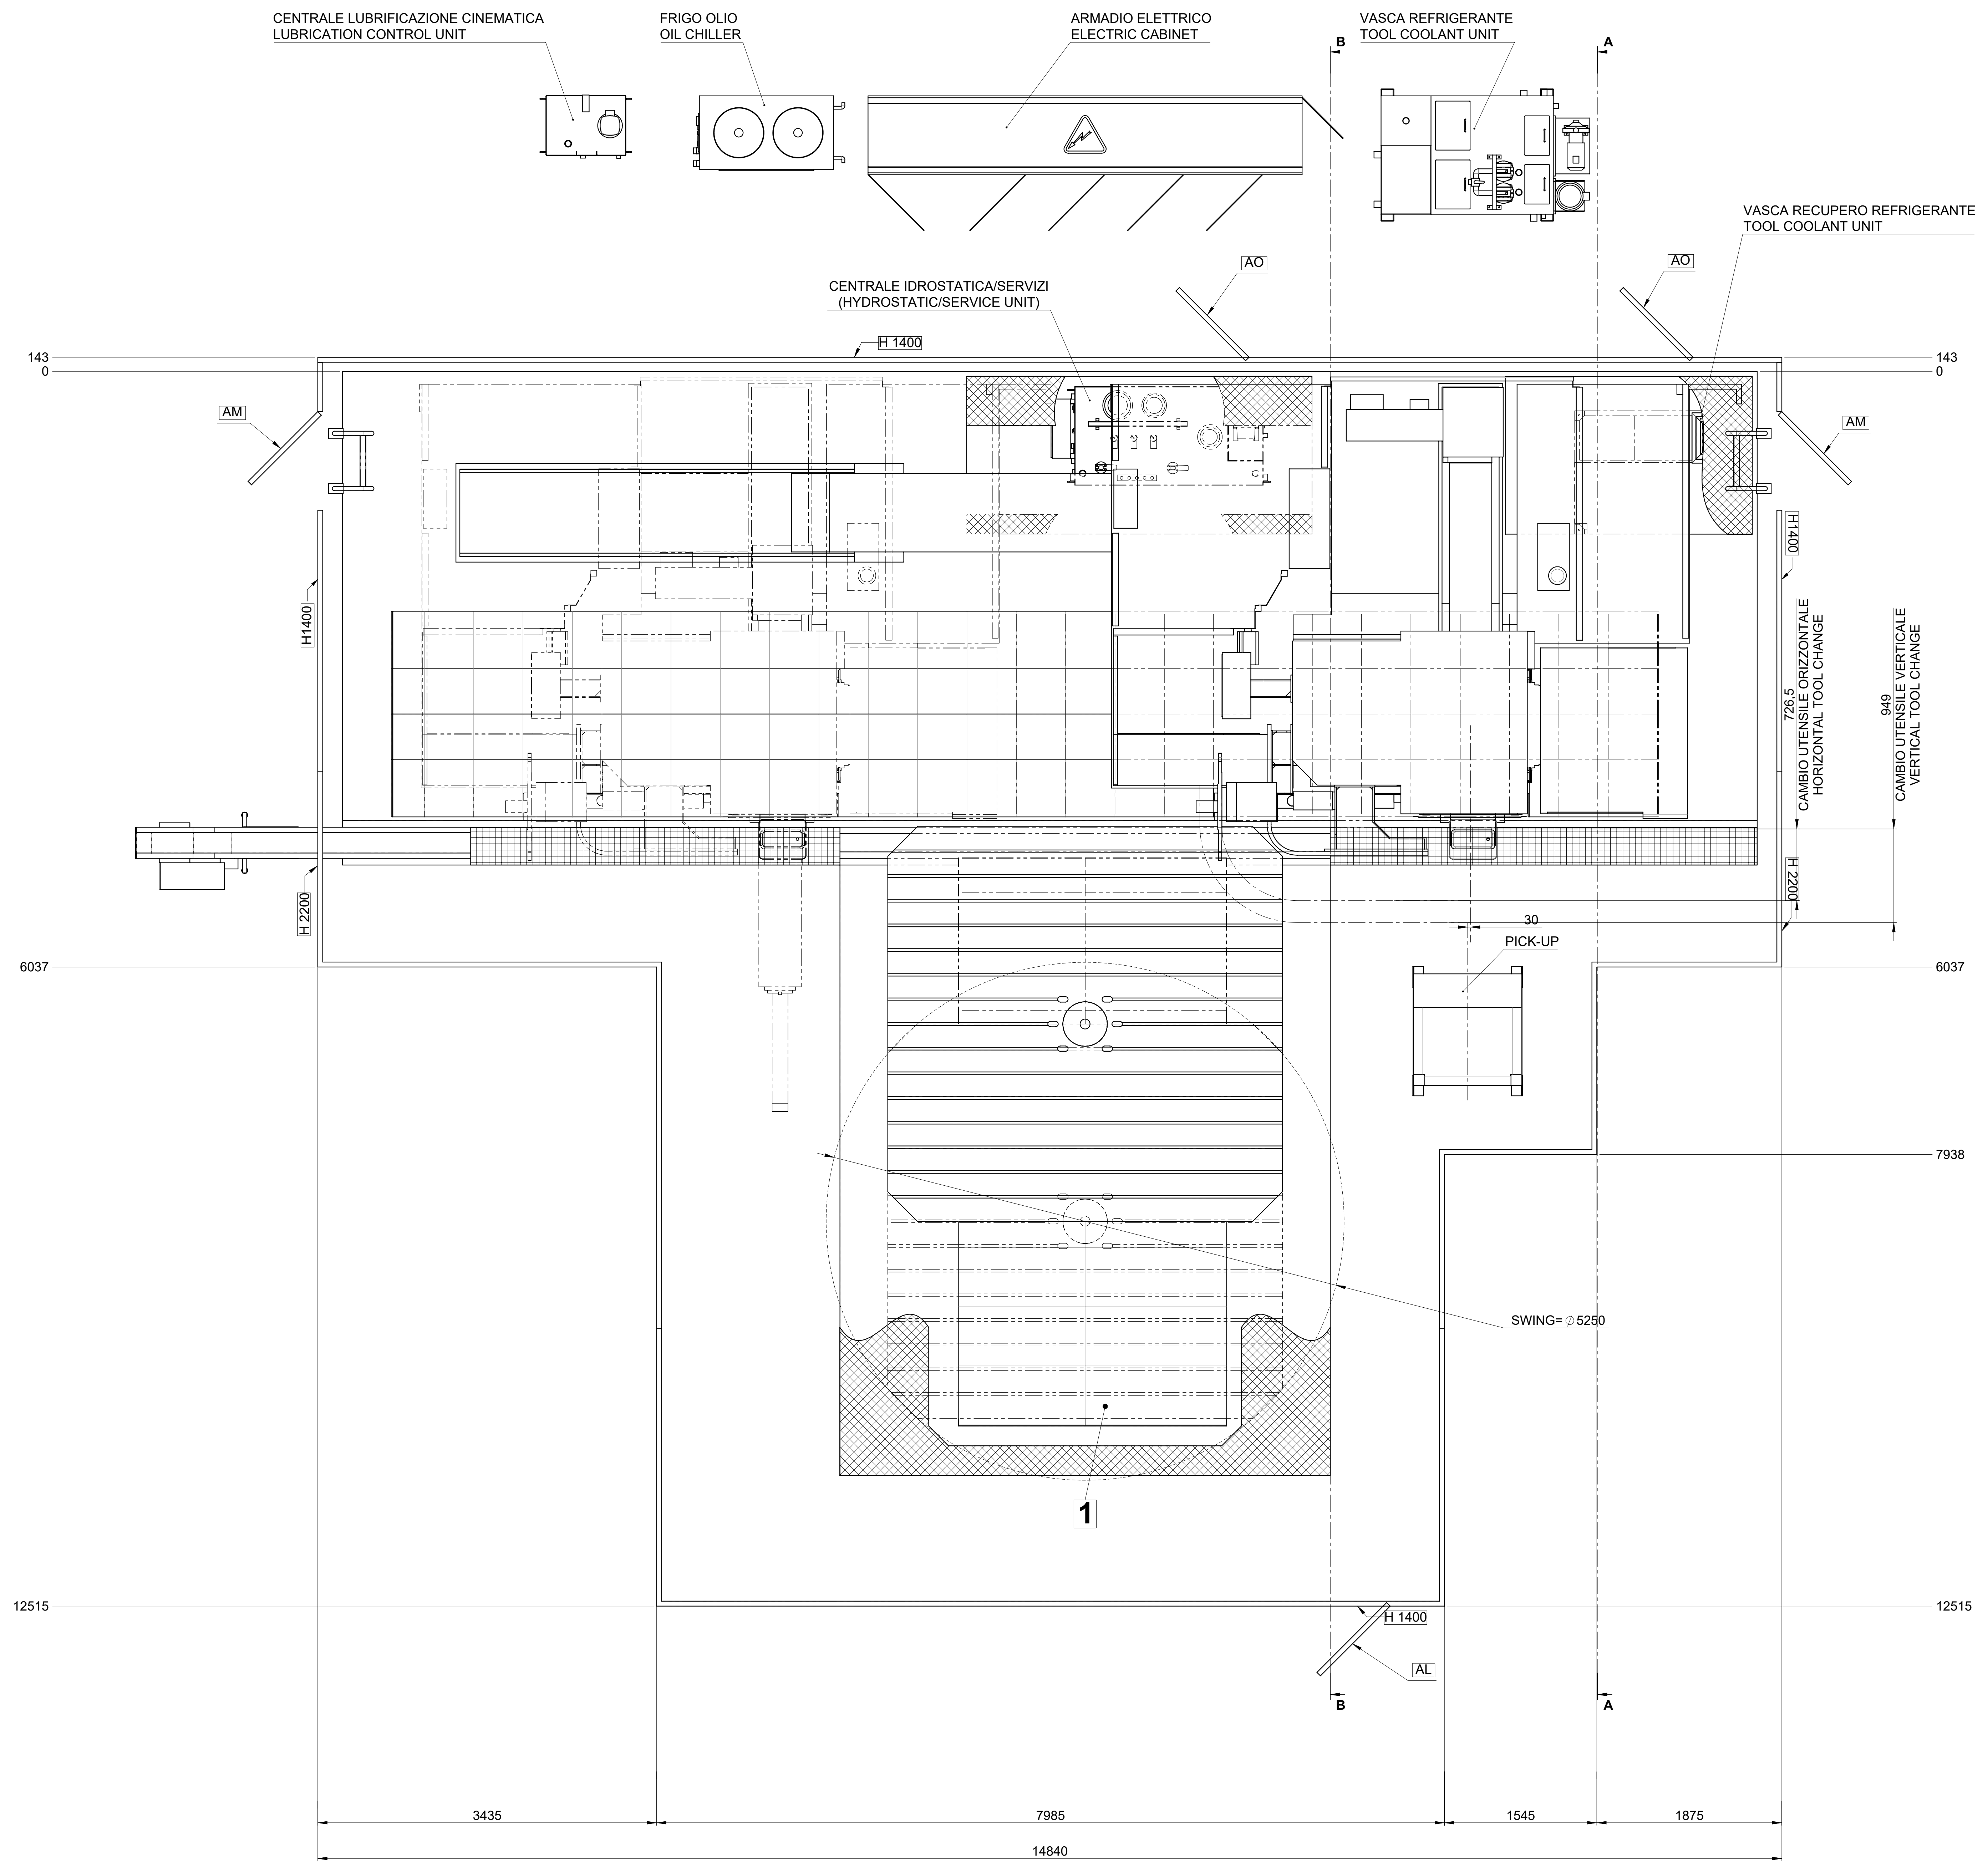 CENTRALE LUBRIFICAZIONE CINEMATICA
LUBRICATION CONTROL UNIT
FRIGO OLIO
OIL CHILLER
ARMADIO ELETTRICO
ELECTRIC CABINET
VASCA REFRIGERANTE
TOOL COOLANT UNIT
B
A
VASCA RECUPERO REFRIGERANTE
TOOL COOLANT UNIT
AO
AO
CENTRALE IDROSTATICA/SERVIZI
(HYDROSTATIC/SERVICE UNIT)
H 1400
143
0
143
0
AM
AM
H1400
H1400
726,5
CAMBIO UTENSILE ORIZZONTALE
HORIZONTAL TOOL CHANGE
949
CAMBIO UTENSILE VERTICALE
VERTICAL TOOL CHANGE
H 2200
H 2200
30
PICK-UP
6037
6037
7938
SWING= ∅ 5250
1
12515
12515
H 1400
AL
B
A
3435
7985
1545
1875
14840